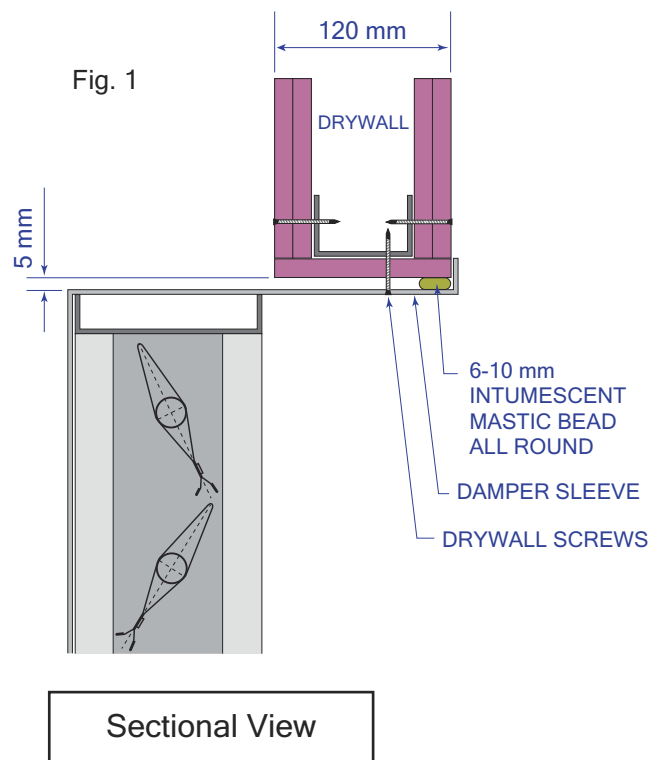 120 mm
Fig. 1
DRYWALL
5 mm
6-10 mm
INTUMESCENT
MASTIC BEAD
ALL ROUND
DAMPER SLEEVE
DRYWALL SCREWS
Sectional View